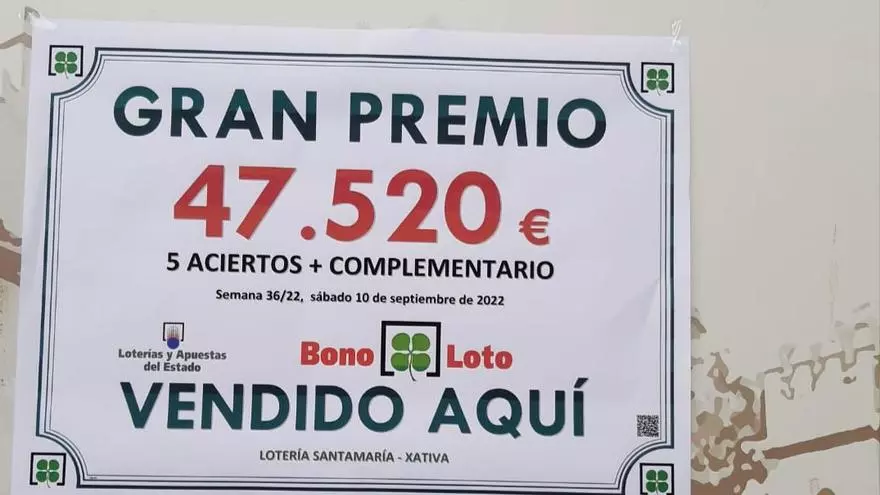 GRAN PREMIO
47.520 €
5 ACIERTOS + COMPLEMENTARIO
Semana 36/22, sábado 10 de septiembre de 2022
Loterías y Apuestas
del Estado
Bono Loto
VENDIDO AQUÍ
LOTERÍA SANTAMARÍA - XATIVA